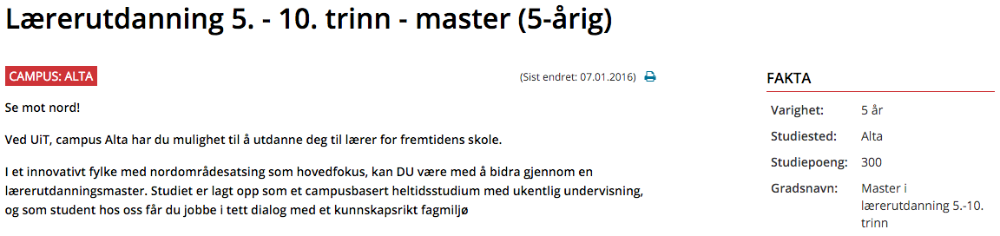 Lærerutdanning 5. - 10. trinn - master (5-årig)
CAMPUS: ALTA
(Sist endret: 07.01.2016)
Se mot nord!
Ved UiT, campus Alta har du mulighet til å utdanne deg til lærer for fremtidens skole.
I et innovativt fylke med nordområdesatsing som hovedfokus, kan DU være med å bidra gjennom en
lærerutdanningsmaster. Studiet er lagt opp som et campusbasert heltidsstudium med ukentlig undervisning,
og som student hos oss får du jobbe i tett dialog med et kunnskapsrikt fagmiljø
FAKTA
Varighet: 5 år
Studiested: Alta
Studiepoeng: 300
Gradsnavn: Master i
lærerutdanning 5.-10.
trinn